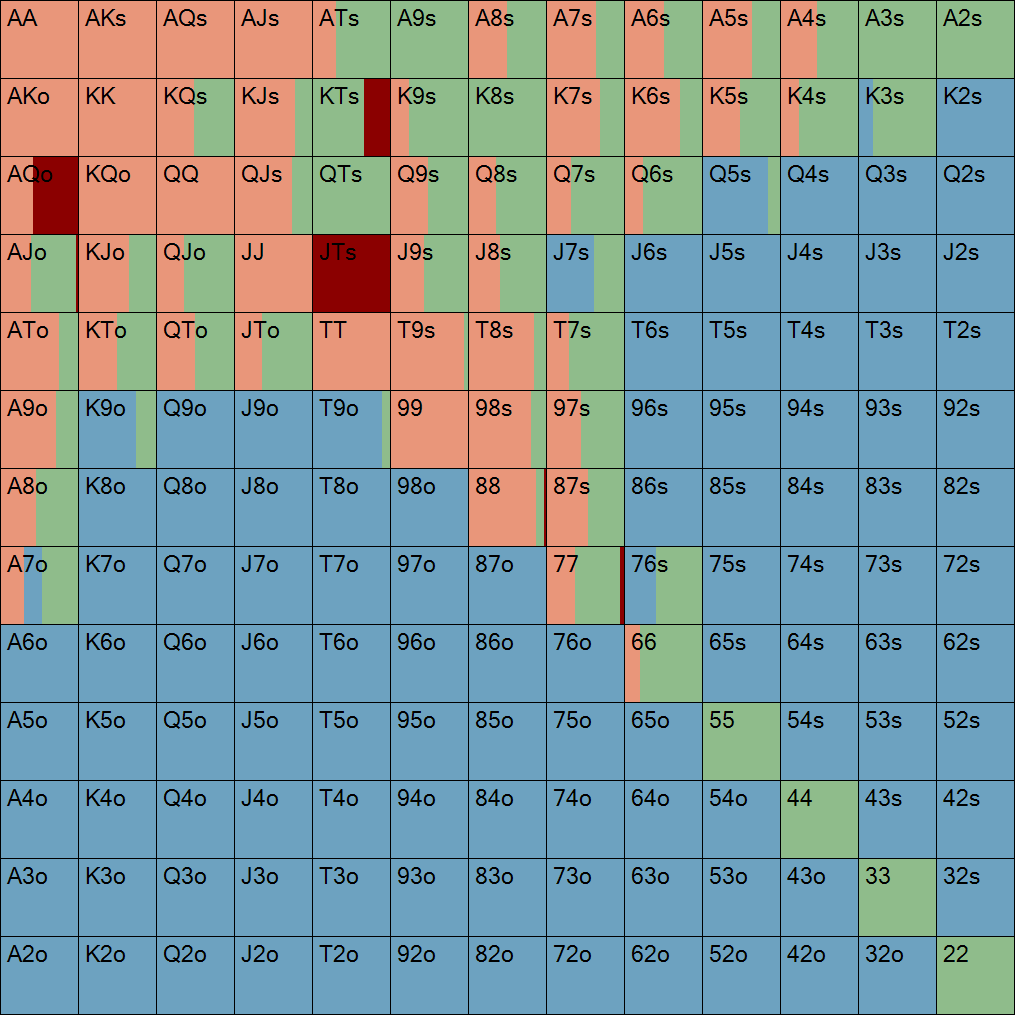 AA AKs AQs AJs ATs A9s A8s A7s A6s A5s A4s A3s A2s
AKo KK KQs KJs KTs K9s K8s K7s K6s K5s K4s K3s K2s
AQo KQo QQ QJs QTs Q9s Q8s Q7s Q6s Q5s Q4s Q3s Q2s
AJo KJo QJo JJ JTs J9s J8s J7s J6s J5s J4s J3s J2s
ATo KTo QTo JTo TT T9s T8s T7s T6s T5s T4s T3s T2s
A9o K9o Q9o J9o T9o 99 98s 97s 96s 95s 94s 93s 92s
A8o K8o Q8o J8o T8o 98o 88 87s 86s 85s 84s 83s 82s
A7o K7o Q7o J7o T7o 97o 87o 77 76s 75s 74s 73s 72s
A6o K6o Q6o J6o T6o 96o 86o 76o 66 65s 64s 63s 62s
A5o K5o Q5o J5o T5o 95o 85o 75o 65o 55 54s 53s 52s
A4o K4o Q4o J4o T4o 94o 84o 74o 64o 54o 44 43s 42s
A3o K3o Q3o J3o T3o 93o 83o 73o 63o 53o 43o 33 32s
A2o K2o Q2o J2o T2o 92o 82o 72o 62o 52o 42o 32o 22